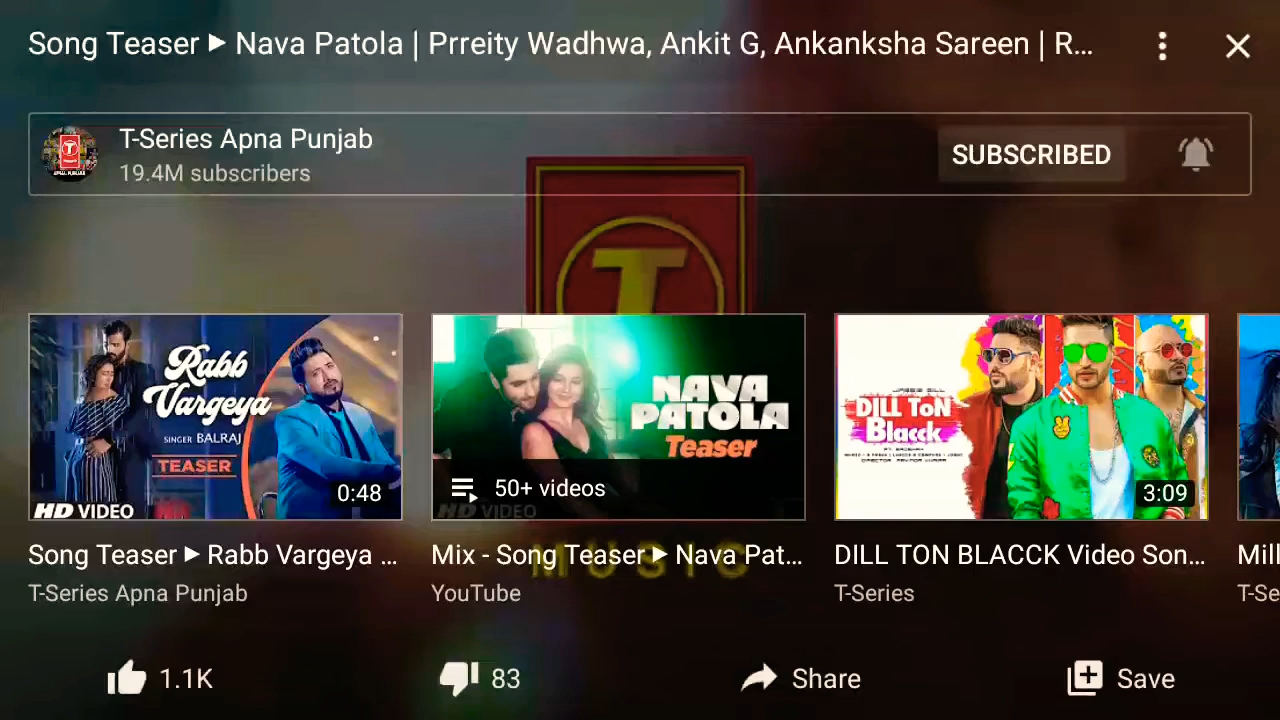 Song Teaser ► Nava Patola | Prreity Wadhwa, Ankit G, Ankanksha Sareen | R...
T-Series Apna Punjab
19.4M subscribers
SUBSCRIBED
T
Rabb
Vargeya
SINGER BALRAJ
TEASER
0:48
HD VIDEO
NAVA
PATOLA
Teaser
50+ videos
HD VIDEO
DILL ToN
Blacck
3:09
Song Teaser ► Rabb Vargeya ...
T-Series Apna Punjab
Mix - Song Teaser ► Nava Pat...
YouTube
MUSIC
DILL TON BLACCK Video Son...
T-Series
Mill
T-Se
1.1K
83
Share
Save